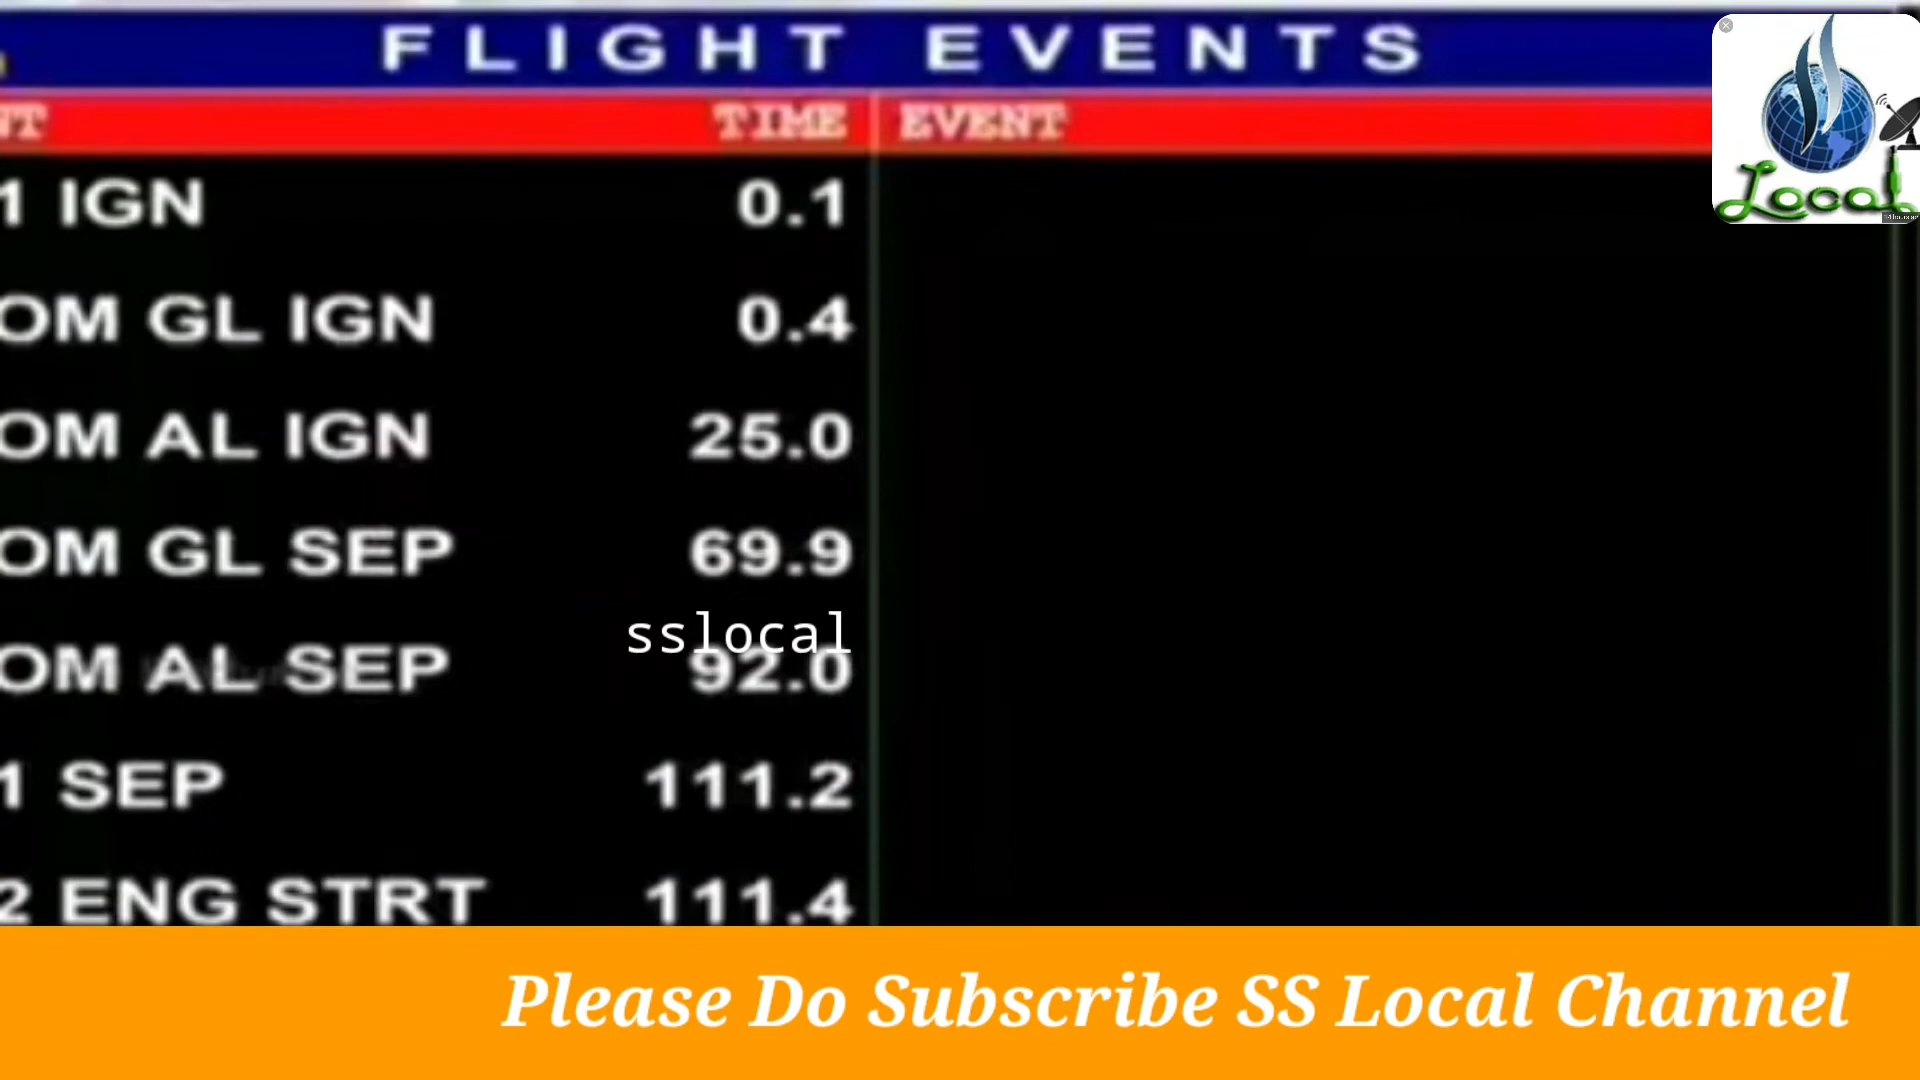 FLIGHT EVENTS
NT TIME EVENT
1 IGN 0.1
OM GL IGN 0.4
OM AL IGN 25.0
OM GL SEP 69.9
sslocal
OM AL SEP 92.0
1 SEP 111.2
2 ENG STRT 111.4
Local
Please Do Subscribe SS Local Channel